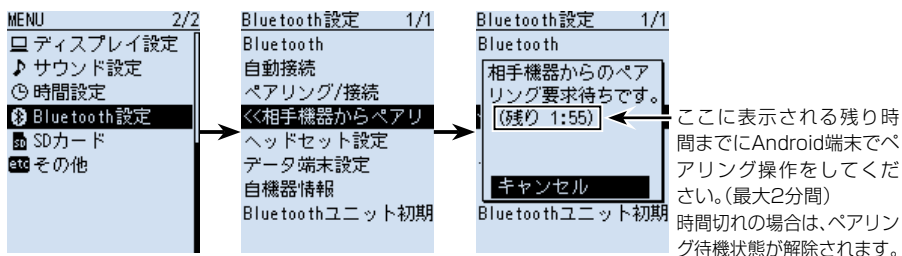 MENU 2/2
ディスプレイ設定
サウンド設定
時間設定
Bluetooth設定
SDカード
etc その他
Bluetooth設定 1/1
Bluetooth
自動接続
ペアリング/接続
<<相手機器からペアリ
ヘッドセット設定
データ端末設定
自機器情報
Bluetoothユニット初期
Bluetooth設定 1/1
Bluetooth
相手機器からのペア
リング要求待ちです。
(残り 1:55)
キャンセル
Bluetoothユニット初期
ここに表示される残り時
間までにAndroid端末でペ
アリング操作をしてくだ
さい。(最大2分間)
時間切れの場合は、ペアリン
グ待機状態が解除されます。